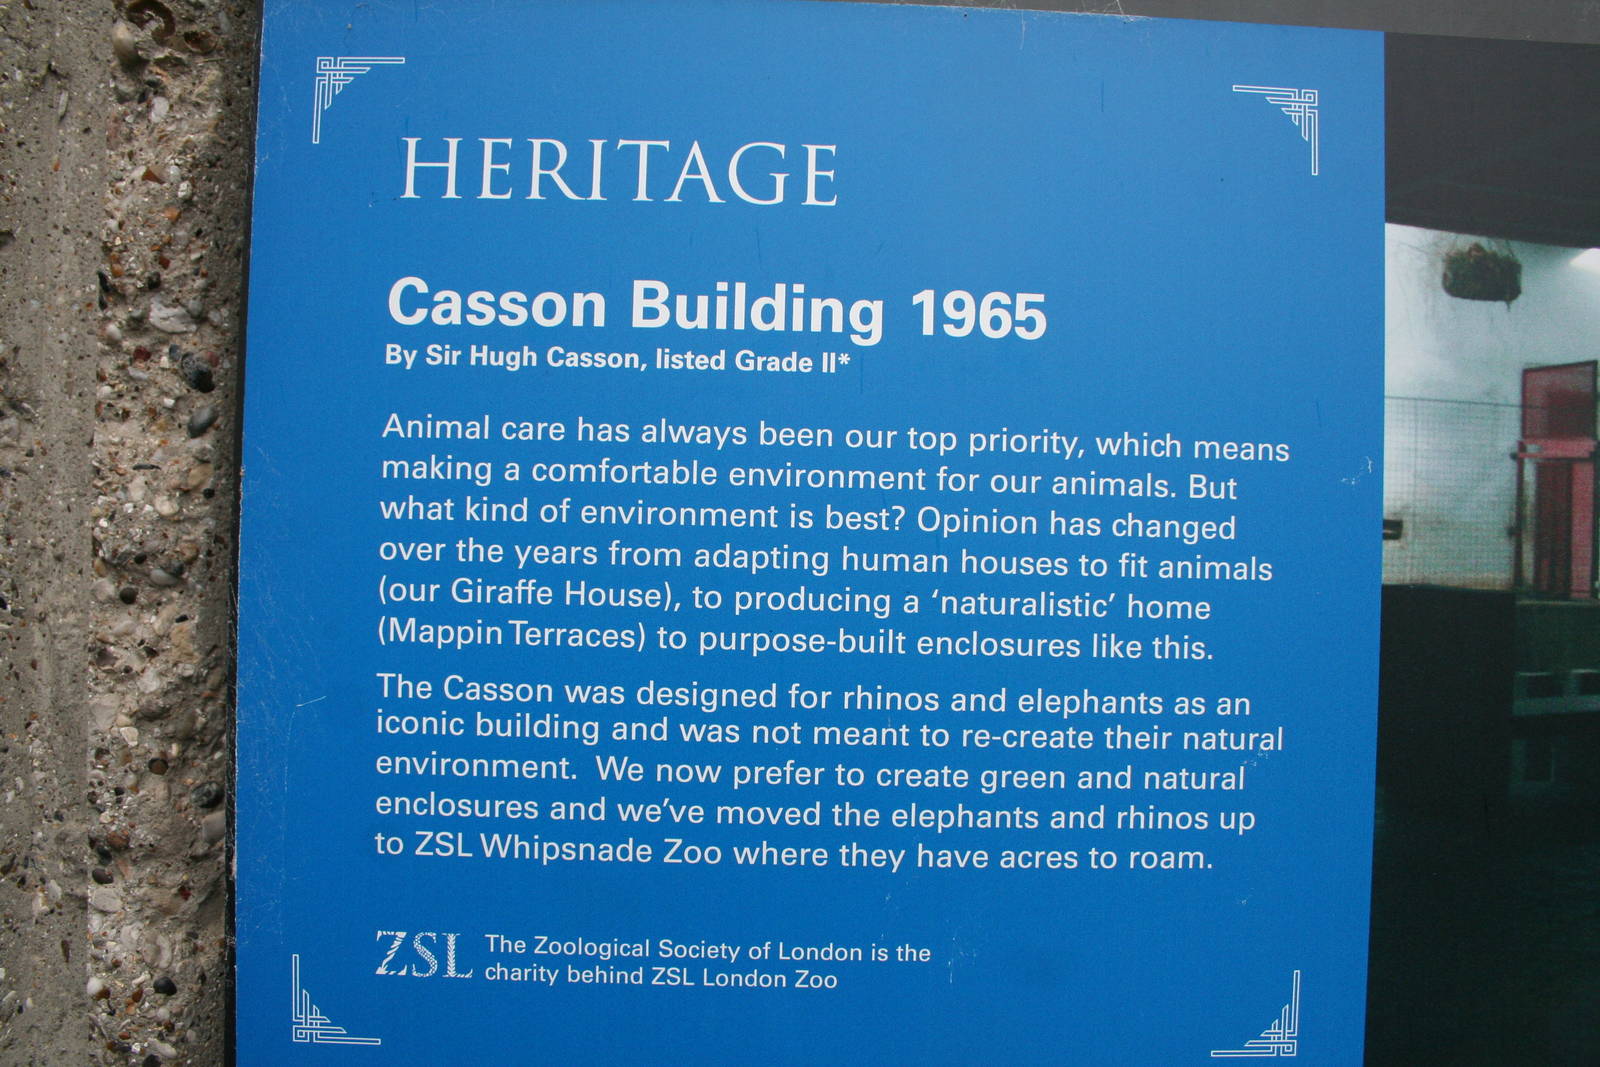 HERITAGE
Casson Building 1965
By Sir Hugh Casson, listed Grade II*
Animal care has always been our top priority, which means
making a comfortable environment for our animals. But
what kind of environment is best? Opinion has changed
over the years from adapting human houses to fit animals
(our Giraffe House), to producing a ‘naturalistic’ home
(Mappin Terraces) to purpose-built enclosures like this.
The Casson was designed for rhinos and elephants as an
iconic building and was not meant to re-create their natural
environment. We now prefer to create green and natural
enclosures and we’ve moved the elephants and rhinos up
to ZSL Whipsnade Zoo where they have acres to roam.
ZSL The Zoological Society of London is the
charity behind ZSL London Zoo